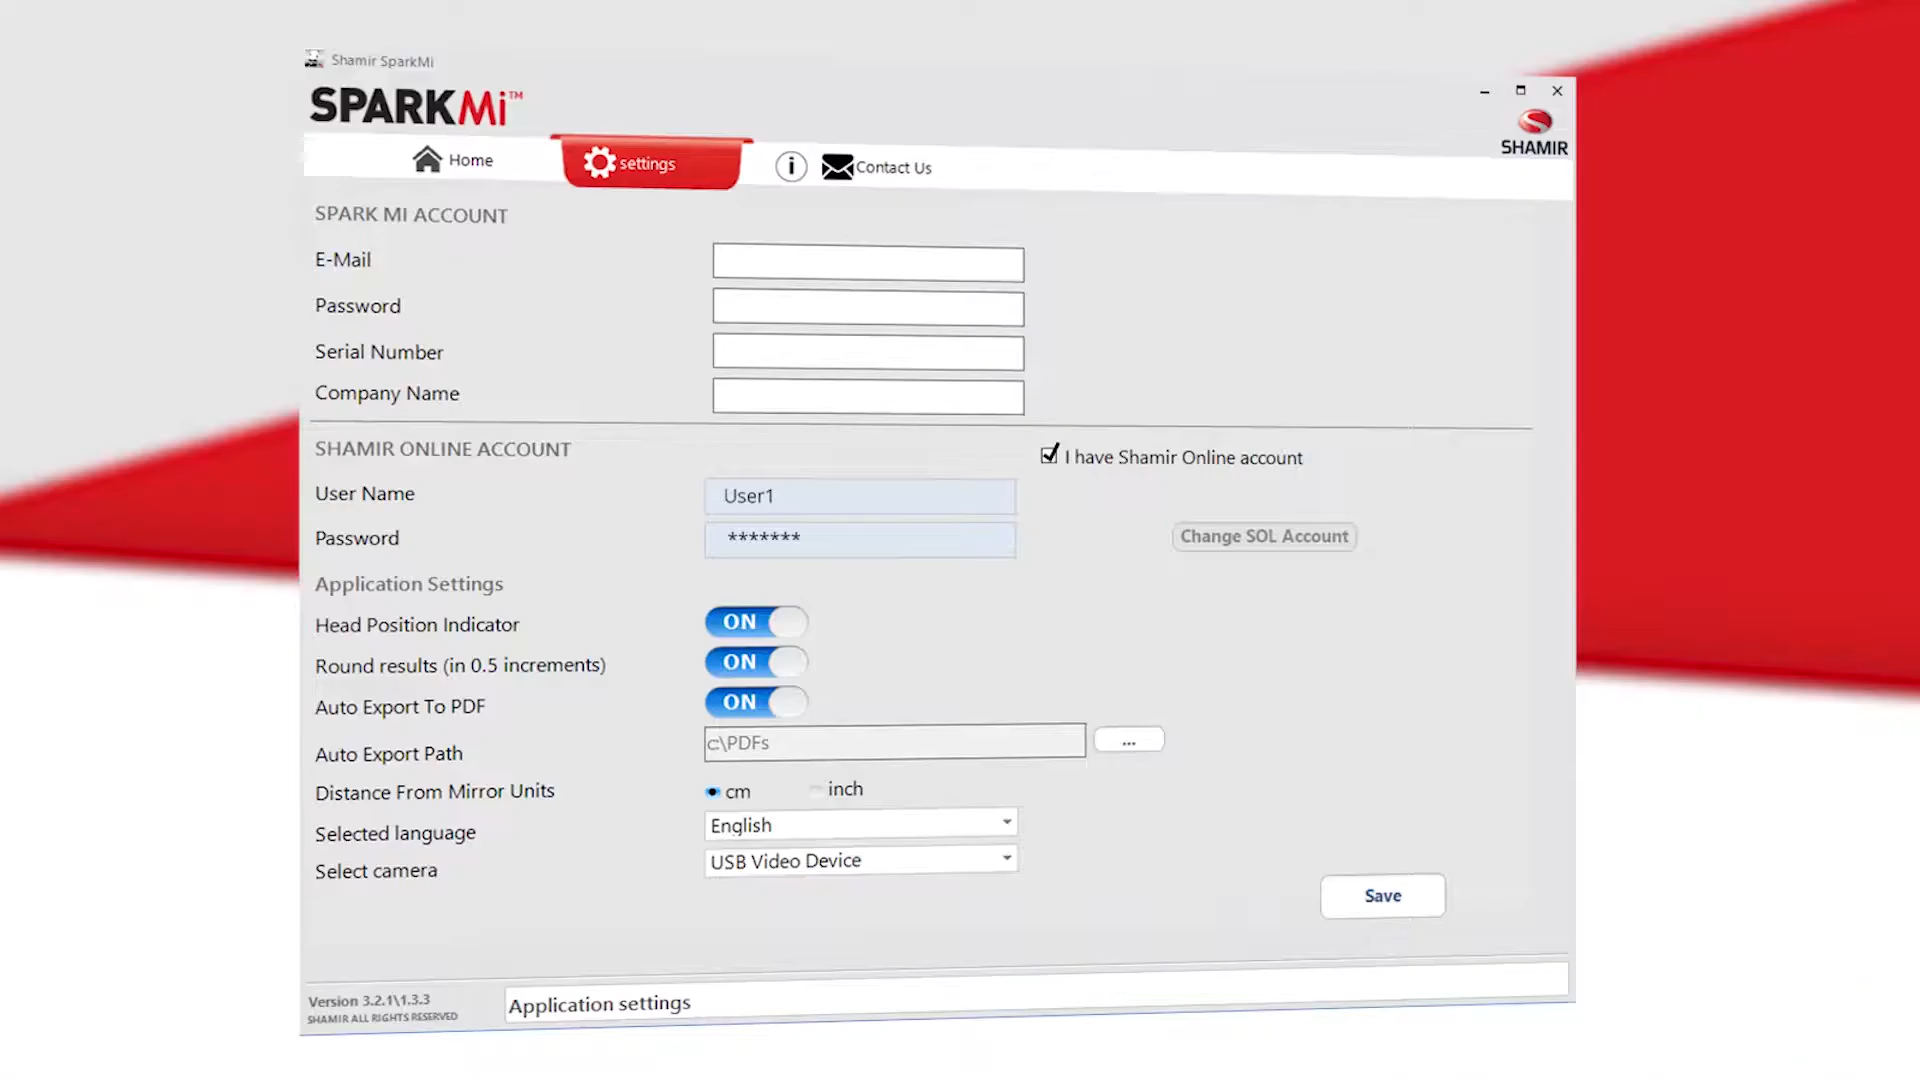 Shamir SparkMi
SPARKMi™
SHAMIR
Home
settings
i
Contact Us
SPARK MI ACCOUNT
E-Mail
Password
Serial Number
Company Name
SHAMIR ONLINE ACCOUNT
I have Shamir Online account
User Name
User1
Password
*******
Change SOL Account
Application Settings
Head Position Indicator
ON
Round results (in 0.5 increments)
ON
Auto Export To PDF
ON
Auto Export Path
c\PDFs
...
Distance From Mirror Units
cm
inch
Selected language
English
Select camera
USB Video Device
Save
Version 3.2.1\1.3.3
SHAMIR ALL RIGHTS RESERVED
Application settings